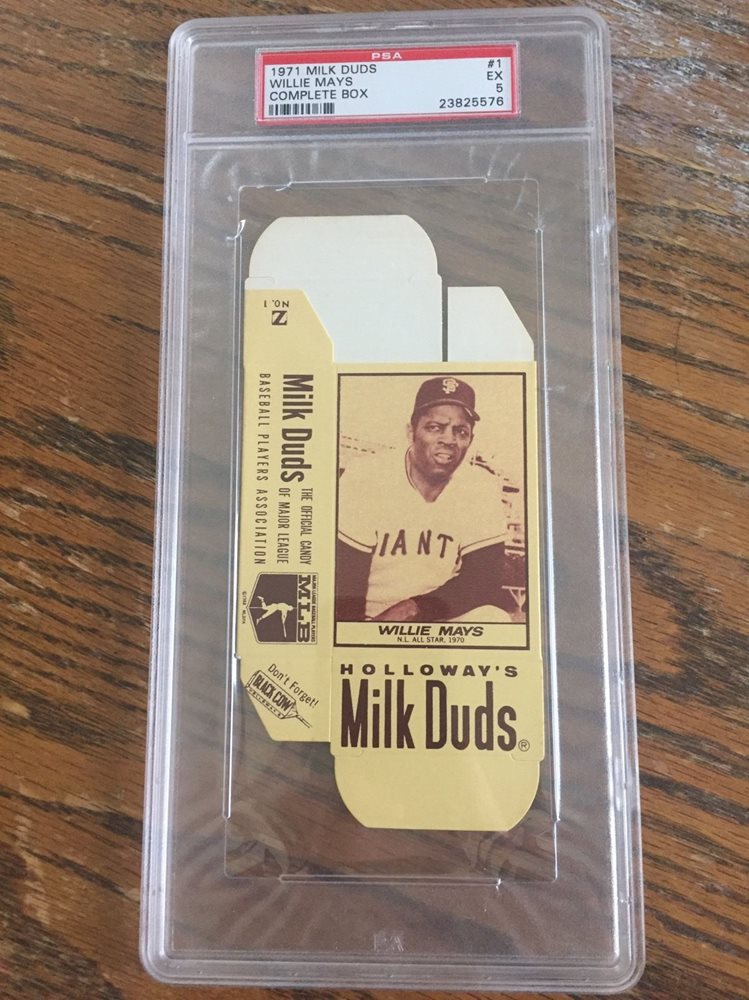 PSA
1971 MILK DUDS #1
WILLIE MAYS EX
COMPLETE BOX 5
23825576
NO. 1
Z
Milk Duds THE OFFICIAL CANDY
OF MAJOR LEAGUE
BASEBALL PLAYERS ASSOCIATION
MLB
Don't Forget!
BLACK COW
SF
IANT
WILLIE MAYS
N.L. ALL STAR, 1970
HOLLOWAY'S
Milk Duds®